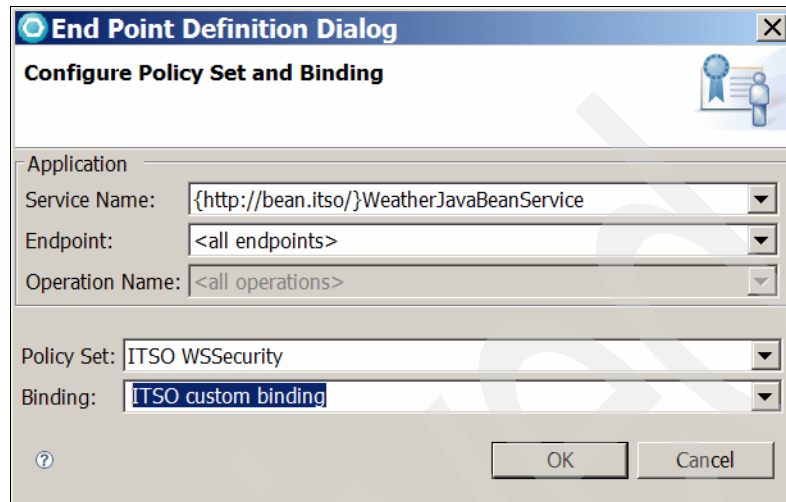 End Point Definition Dialog
Configure Policy Set and Binding
Application
Service Name: {http://bean.itso/}WeatherJavaBeanService
Endpoint: <all endpoints>
Operation Name: <all operations>
Policy Set: ITSO WSSecurity
Binding: ITSO custom binding
? OK Cancel